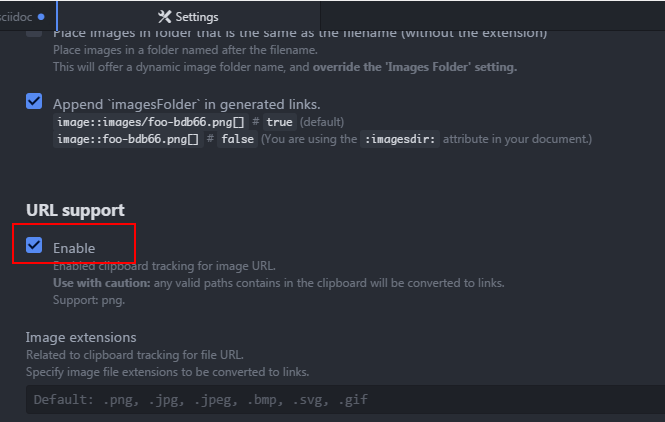 sciidoc
Settings
Place images in folder that is the same as the filename (without the extension)
Place images in a folder named after the filename.
This will offer a dynamic image folder name, and override the 'Images Folder' setting.
Append `imagesFolder` in generated links.
image::images/foo-bdb66.png[] # true (default)
image::foo-bdb66.png[] # false (You are using the :imagesdir: attribute in your document.)
URL support
Enable
Enabled clipboard tracking for image URL.
Use with caution: any valid paths contains in the clipboard will be converted to links.
Support: png.
Image extensions
Related to clipboard tracking for file URL.
Specify image file extensions to be converted to links.
Default: .png, .jpg, .jpeg, .bmp, .svg, .gif